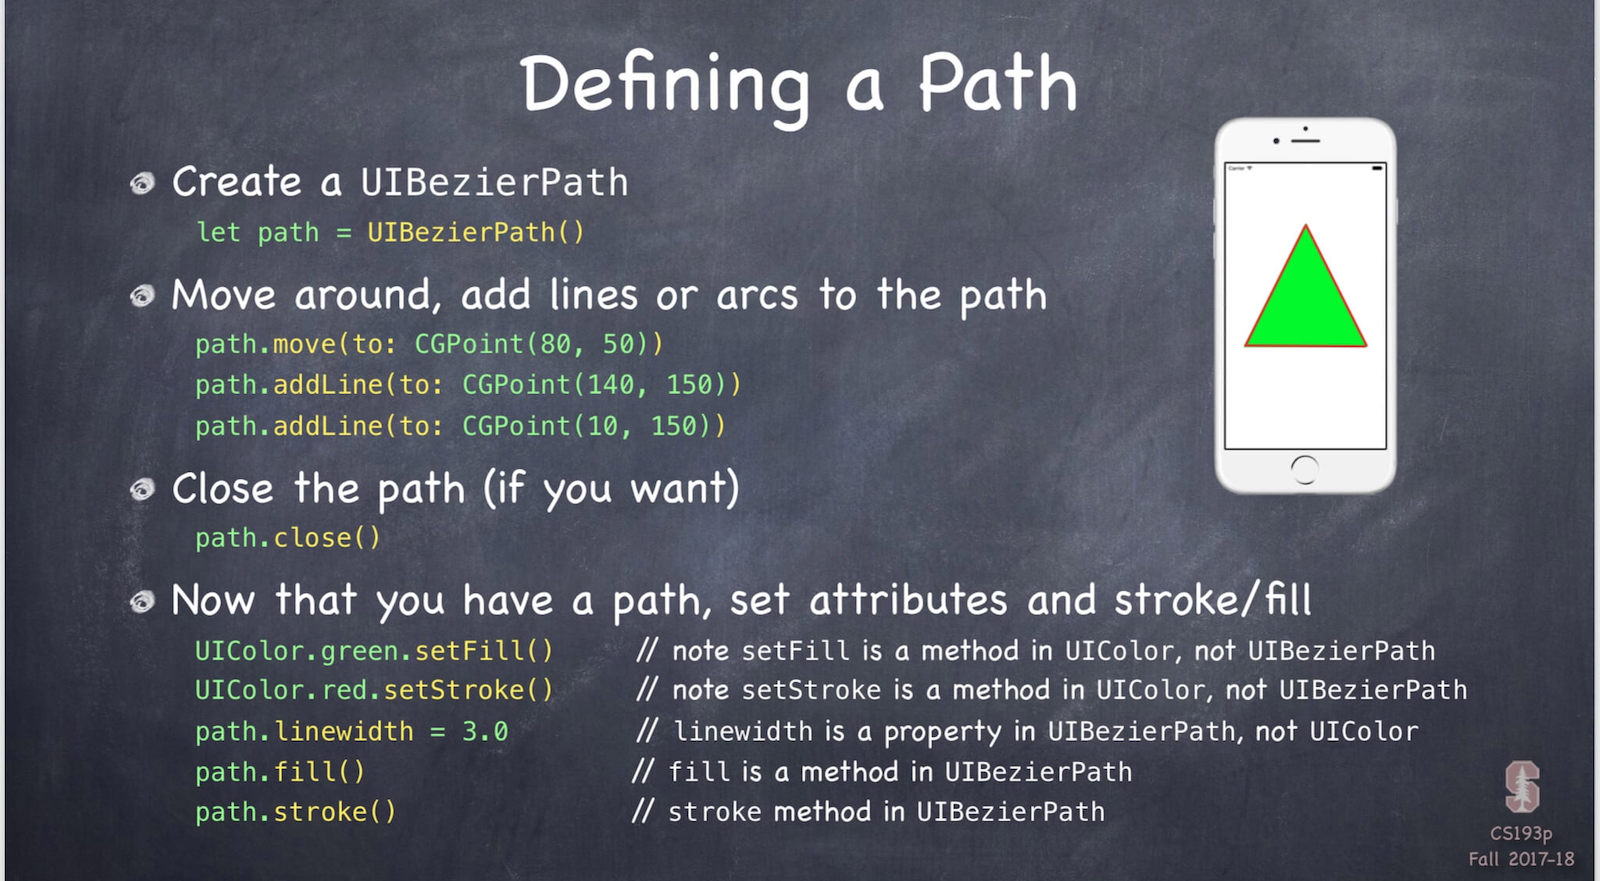 Defining a Path
Create a UIBezierPath
let path = UIBezierPath()
Move around, add lines or arcs to the path
path.move(to: CGPoint(80, 50))
path.addLine(to: CGPoint(140, 150))
path.addLine(to: CGPoint(10, 150))
Close the path (if you want)
path.close()
Now that you have a path, set attributes and stroke/fill
UIColor.green.setFill() // note setFill is a method in UIColor, not UIBezierPath
UIColor.red.setStroke() // note setStroke is a method in UIColor, not UIBezierPath
path.linewidth = 3.0 // linewidth is a property in UIBezierPath, not UIColor
path.fill() // fill is a method in UIBezierPath
path.stroke() // stroke method in UIBezierPath
Carrier
S
CS193p
Fall 2017-18